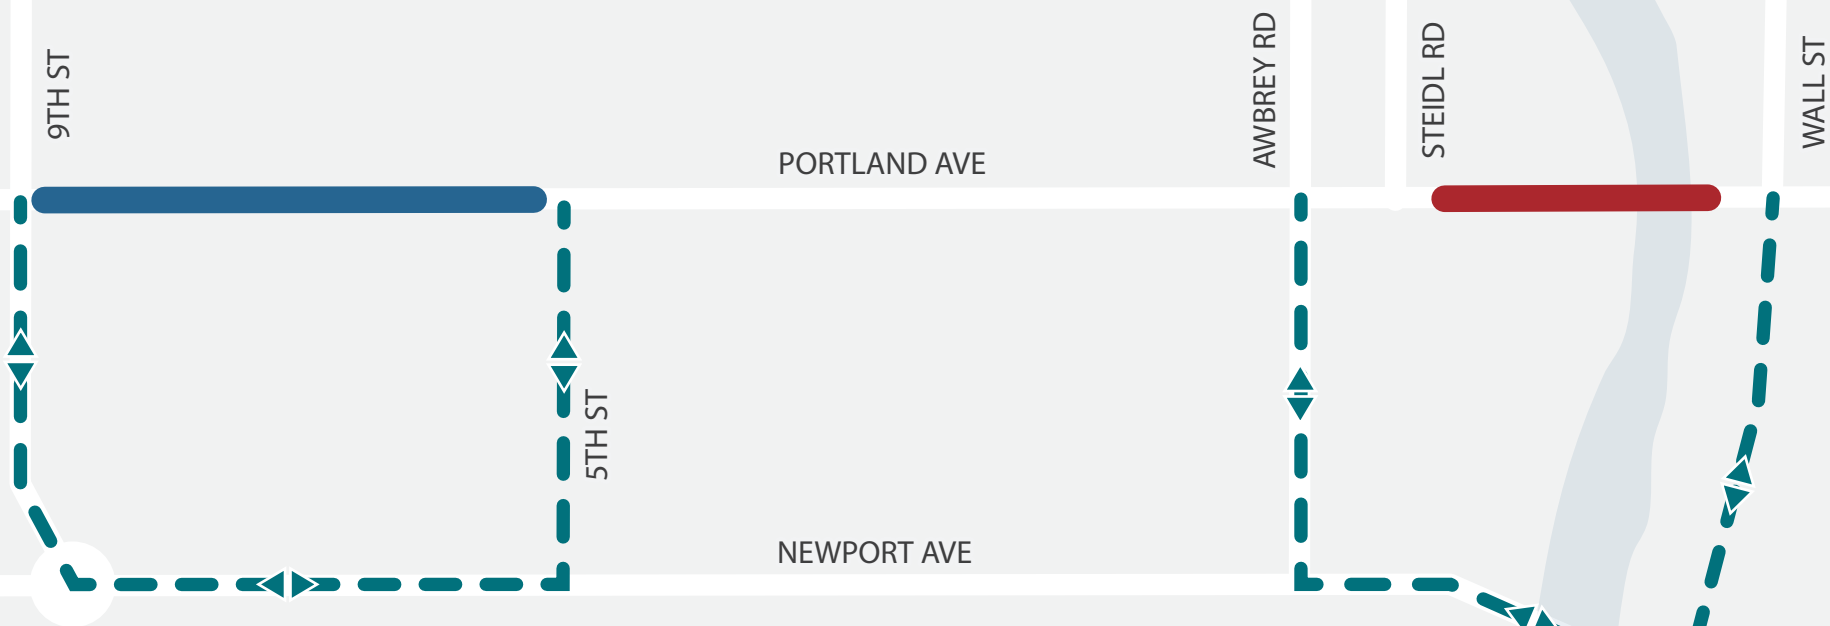 9TH ST
PORTLAND AVE
AWBREY RD
STEIDL RD
WALL ST
5TH ST
NEWPORT AVE